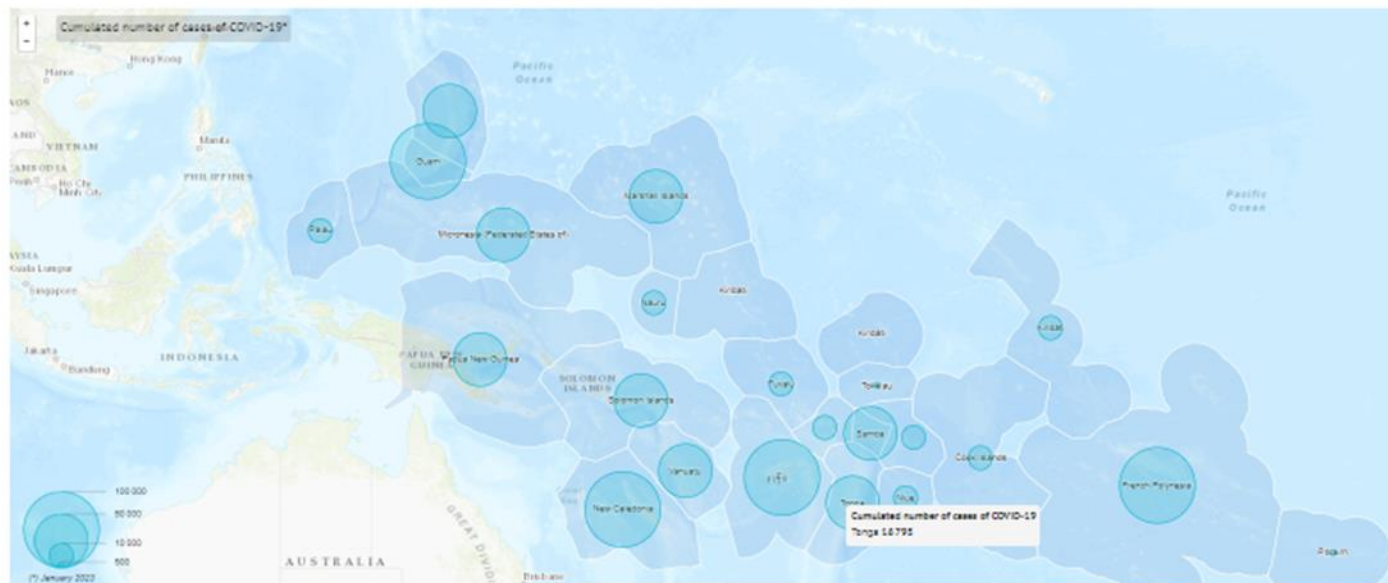 +
-
Cumulated number of cases of COVID-19*
Hong Kong
Hanoi
Pacific
Ocean
VIETNAM
Manila
Guam
PHILIPPINES
Ho Chi
Minh City
Marshall Islands
Pacific
Ocean
Palau
Micronesia (Federated States of)
Kuala Lumpur
Singapore
Nauru
Kiribati
Kiribati
Kiribati
Jakarta
Bandung
INDONESIA
Papua New Guinea
SOLOMON
ISLANDS
Solomon Islands
Tuvalu
Tokelau
Samoa
Cook Islands
Vanuatu
Fiji
French Polynesia
New Caledonia
Tonga
Niue
100 000
50 000
10 000
500
(*) January 2023
Cumulated number of cases of COVID-19
Tonga 16 795
GREAT DIVID
AUSTRALIA
Brisbane